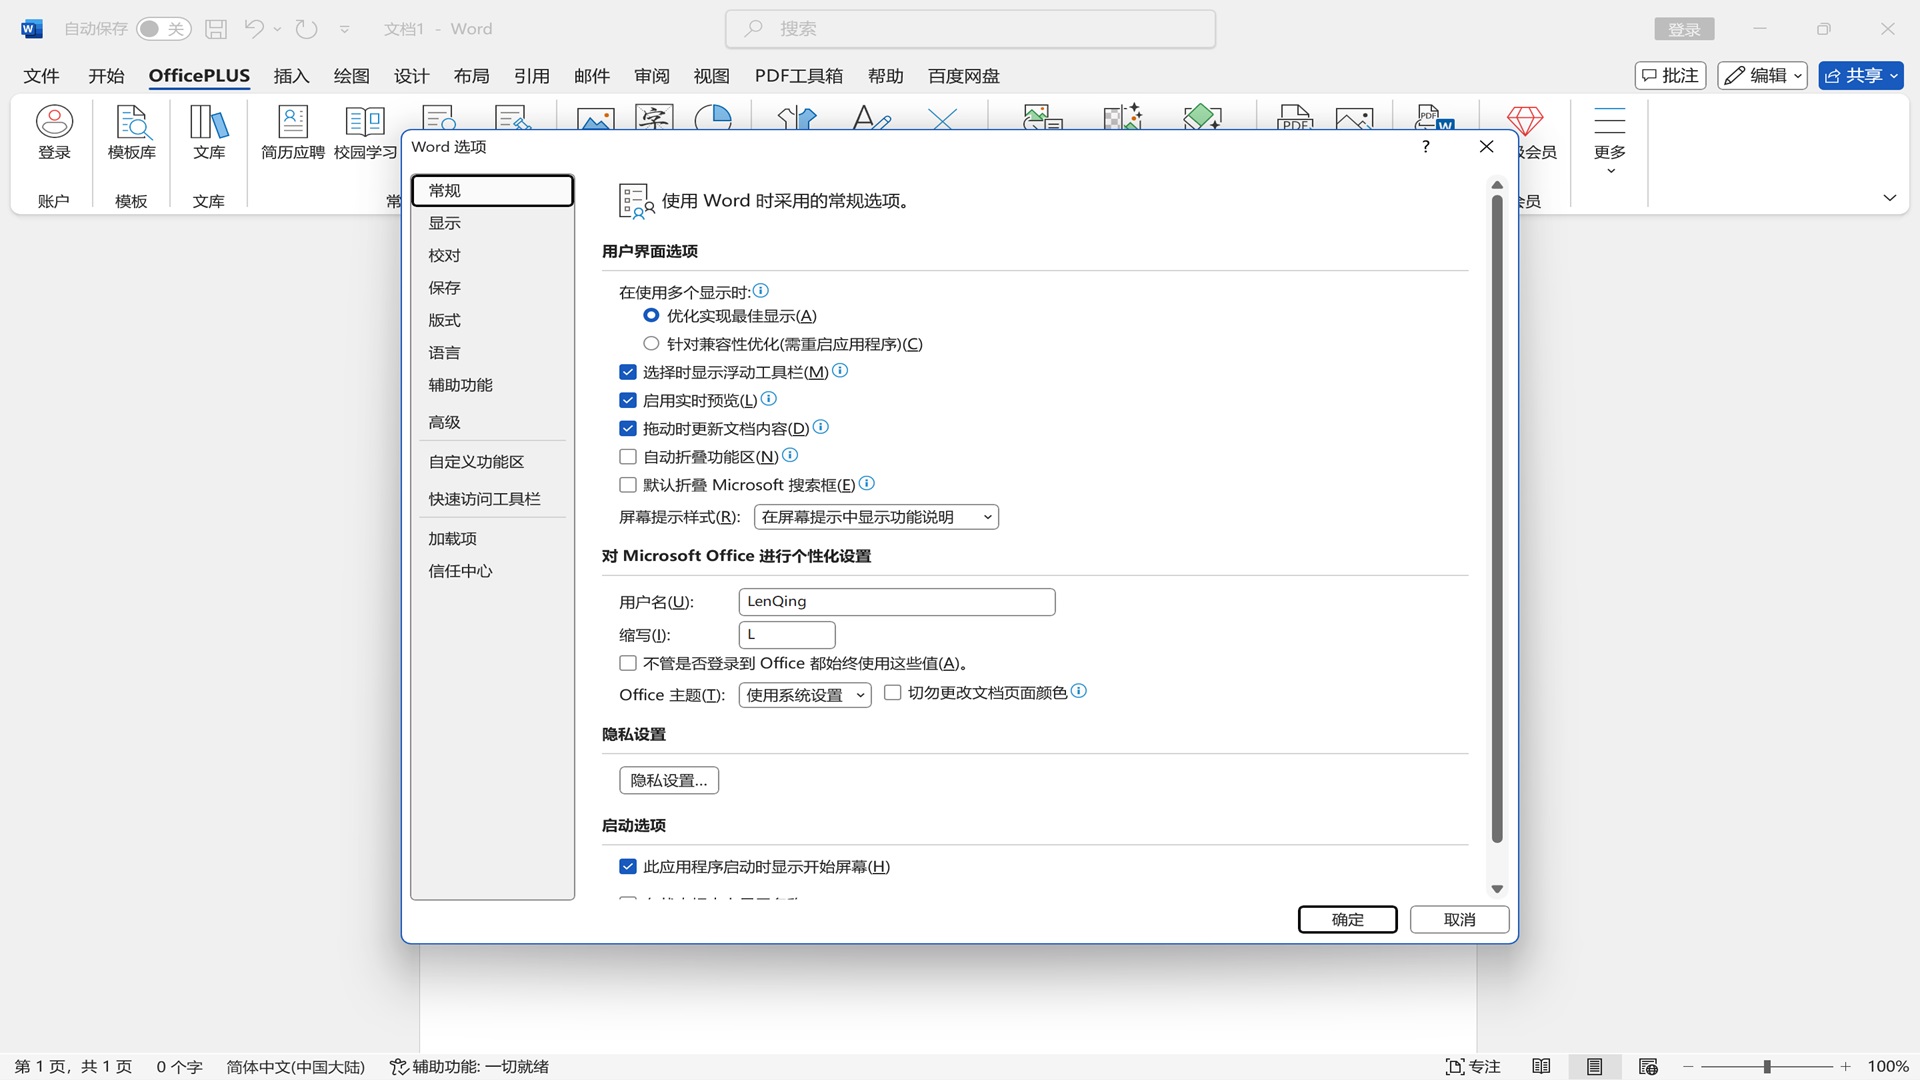 自动保存 关 文档1 - Word 搜索 登录
文件 开始 OfficePLUS 插入 绘图 设计 布局 引用 邮件 审阅 视图 PDF工具箱 帮助 百度网盘 批注 编辑 共享
登录 模板库 文库 简历应聘 校园学习 级会员 更多
账户 模板 文库 常 会员
Word 选项
常规
显示
校对
保存
版式
语言
辅助功能
高级
自定义功能区
快速访问工具栏
加载项
信任中心
使用 Word 时采用的常规选项。
用户界面选项
在使用多个显示时:
优化实现最佳显示(A)
针对兼容性优化(需重启应用程序)(C)
选择时显示浮动工具栏(M)
启用实时预览(L)
拖动时更新文档内容(D)
自动折叠功能区(N)
默认折叠 Microsoft 搜索框(E)
屏幕提示样式(R): 在屏幕提示中显示功能说明
对 Microsoft Office 进行个性化设置
用户名(U): LenQing
缩写(I): L
不管是否登录到 Office 都始终使用这些值(A)。
Office 主题(T): 使用系统设置 切勿更改文档页面颜色
隐私设置
隐私设置...
启动选项
此应用程序启动时显示开始屏幕(H)
确定 取消
第 1 页，共 1 页 0 个字 简体中文(中国大陆) 辅助功能: 一切就绪 专注 100%